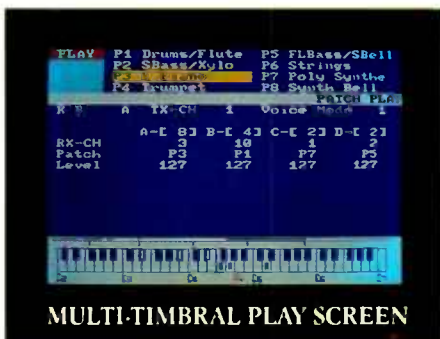 PLAY P1 Drums/Flute P5 FLBass/SBell
P2 SBass/Xylo P6 Strings
P3 P7 Poly Synthe
P4 Trumpet P8 Synth Bell
PATCH PLAY
A TX-CH 1 Voice Mode 1
A-[ 8] B-[ 4] C-[ 2] D-[ 2]
RX-CH 3 10 1 2
Patch P3 P1 P7 P5
Level 127 127 127 127
MULTI-TIMBRAL PLAY SCREEN